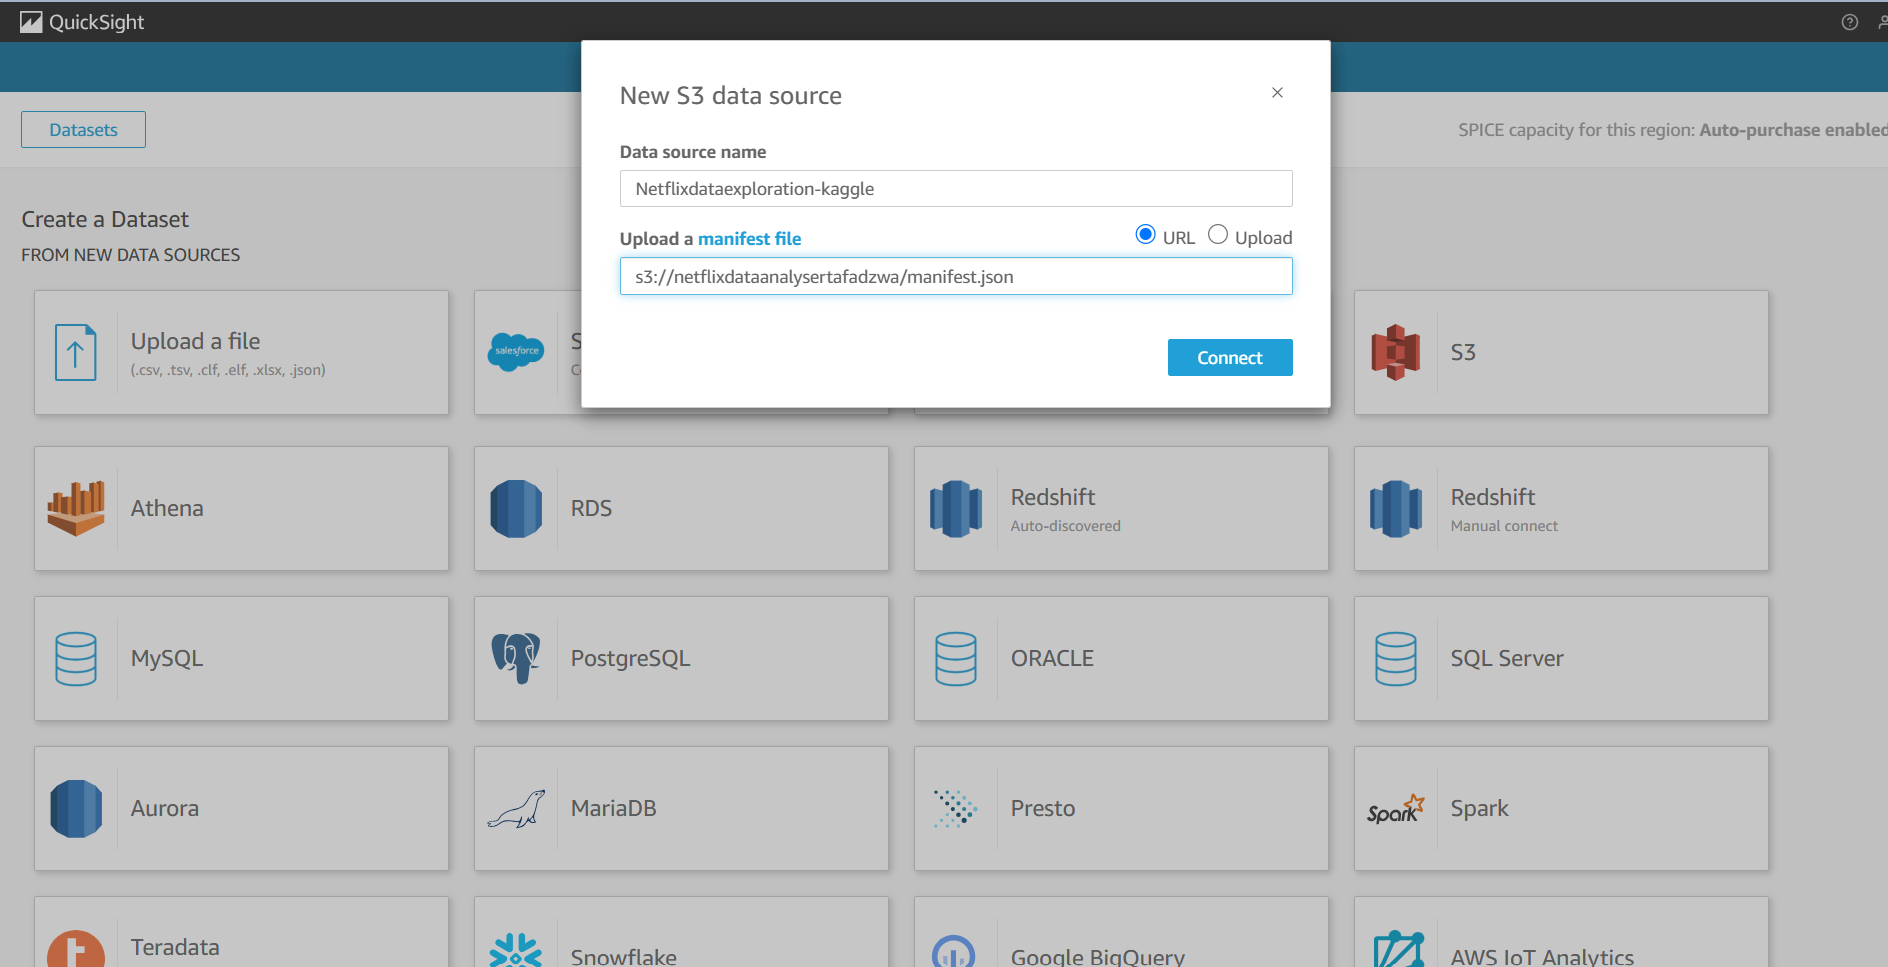 QuickSight
New S3 data source
Datasets
SPICE capacity for this region: Auto-purchase enabled
Data source name
Netflixdataexploration-kaggle
Create a Dataset
Upload a manifest file
URL
Upload
FROM NEW DATA SOURCES
s3://netflixdataanalysertafadzwa/manifest.json
Connect
Upload a file
(.csv, .tsv, .clf, .elf, .xlsx, .json)
salesforce
S
C
S3
Athena
RDS
Redshift
Auto-discovered
Redshift
Manual connect
MySQL
PostgreSQL
ORACLE
SQL Server
Aurora
MariaDB
Presto
Spark
Spark
Teradata
Snowflake
Google BigQuery
AWS IoT Analytics